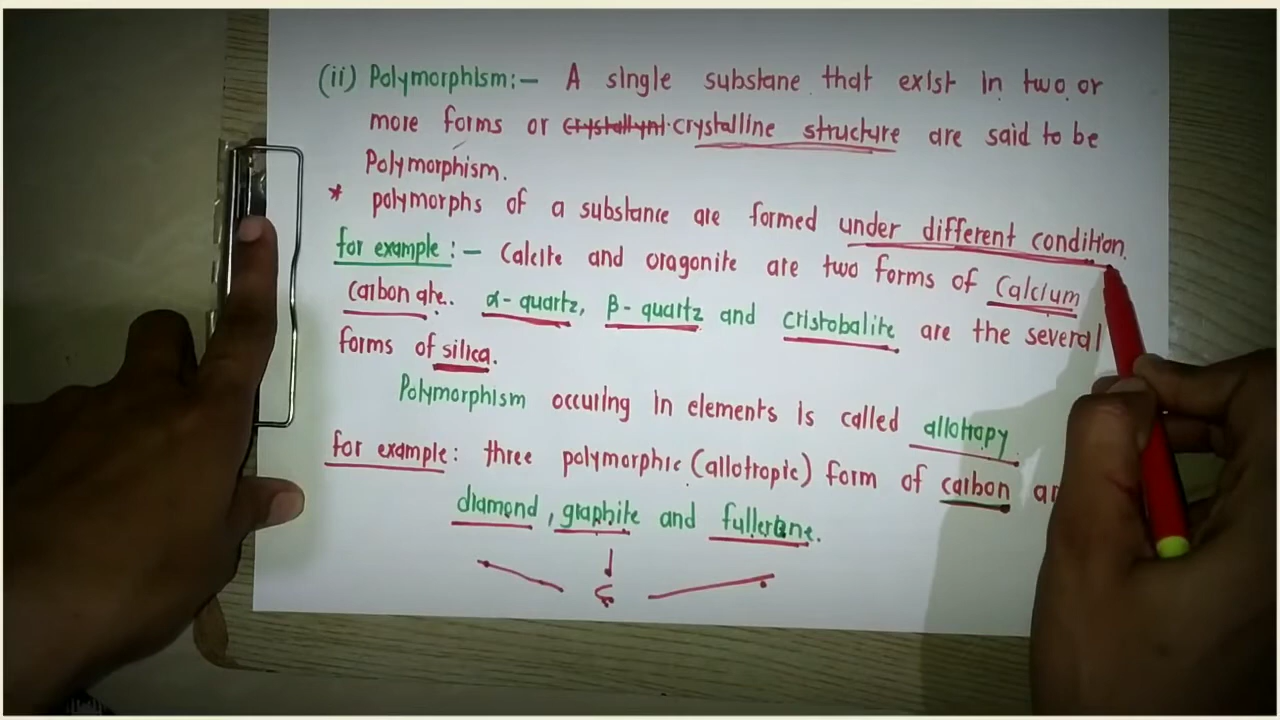 (ii) Polymorphism:- A single substane that exist in two or
more forms or crystallynt. crystalline structure are said to be
Polymorphism.
* polymorphs of a substance are formed under different condition.
for example :- Calcite and oragonite are two forms of Calcium
carbonate. α-quartz, β-quartz and cristobalite are the several
forms of silica.
Polymorphism occuring in elements is called allotropy
for example: three polymorphic (allotropic) form of carbon ar
diamond, graphite and fullerene.
c